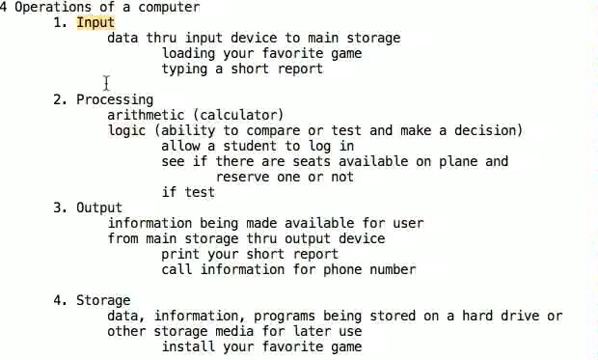 4 Operations of a computer
1. Input
data thru input device to main storage
loading your favorite game
typing a short report
2. Processing
arithmetic (calculator)
logic (ability to compare or test and make a decision)
allow a student to log in
see if there are seats available on plane and
reserve one or not
if test
3. Output
information being made available for user
from main storage thru output device
print your short report
call information for phone number
4. Storage
data, information, programs being stored on a hard drive or
other storage media for later use
install your favorite game